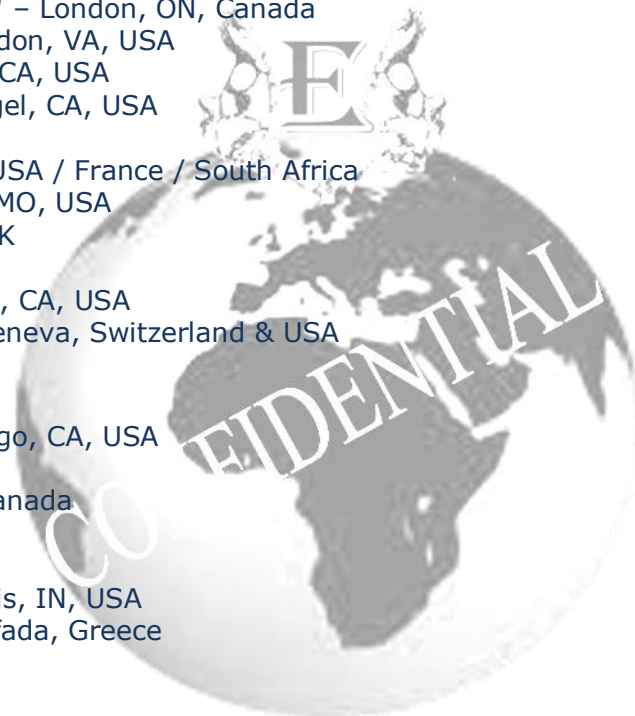 ' – London, ON, Canada
don, VA, USA
CA, USA
gel, CA, USA
E
USA / France / South Africa
MO, USA
K
, CA, USA
eneva, Switzerland & USA
CONFIDENTIAL
go, CA, USA
anada
is, IN, USA
fada, Greece